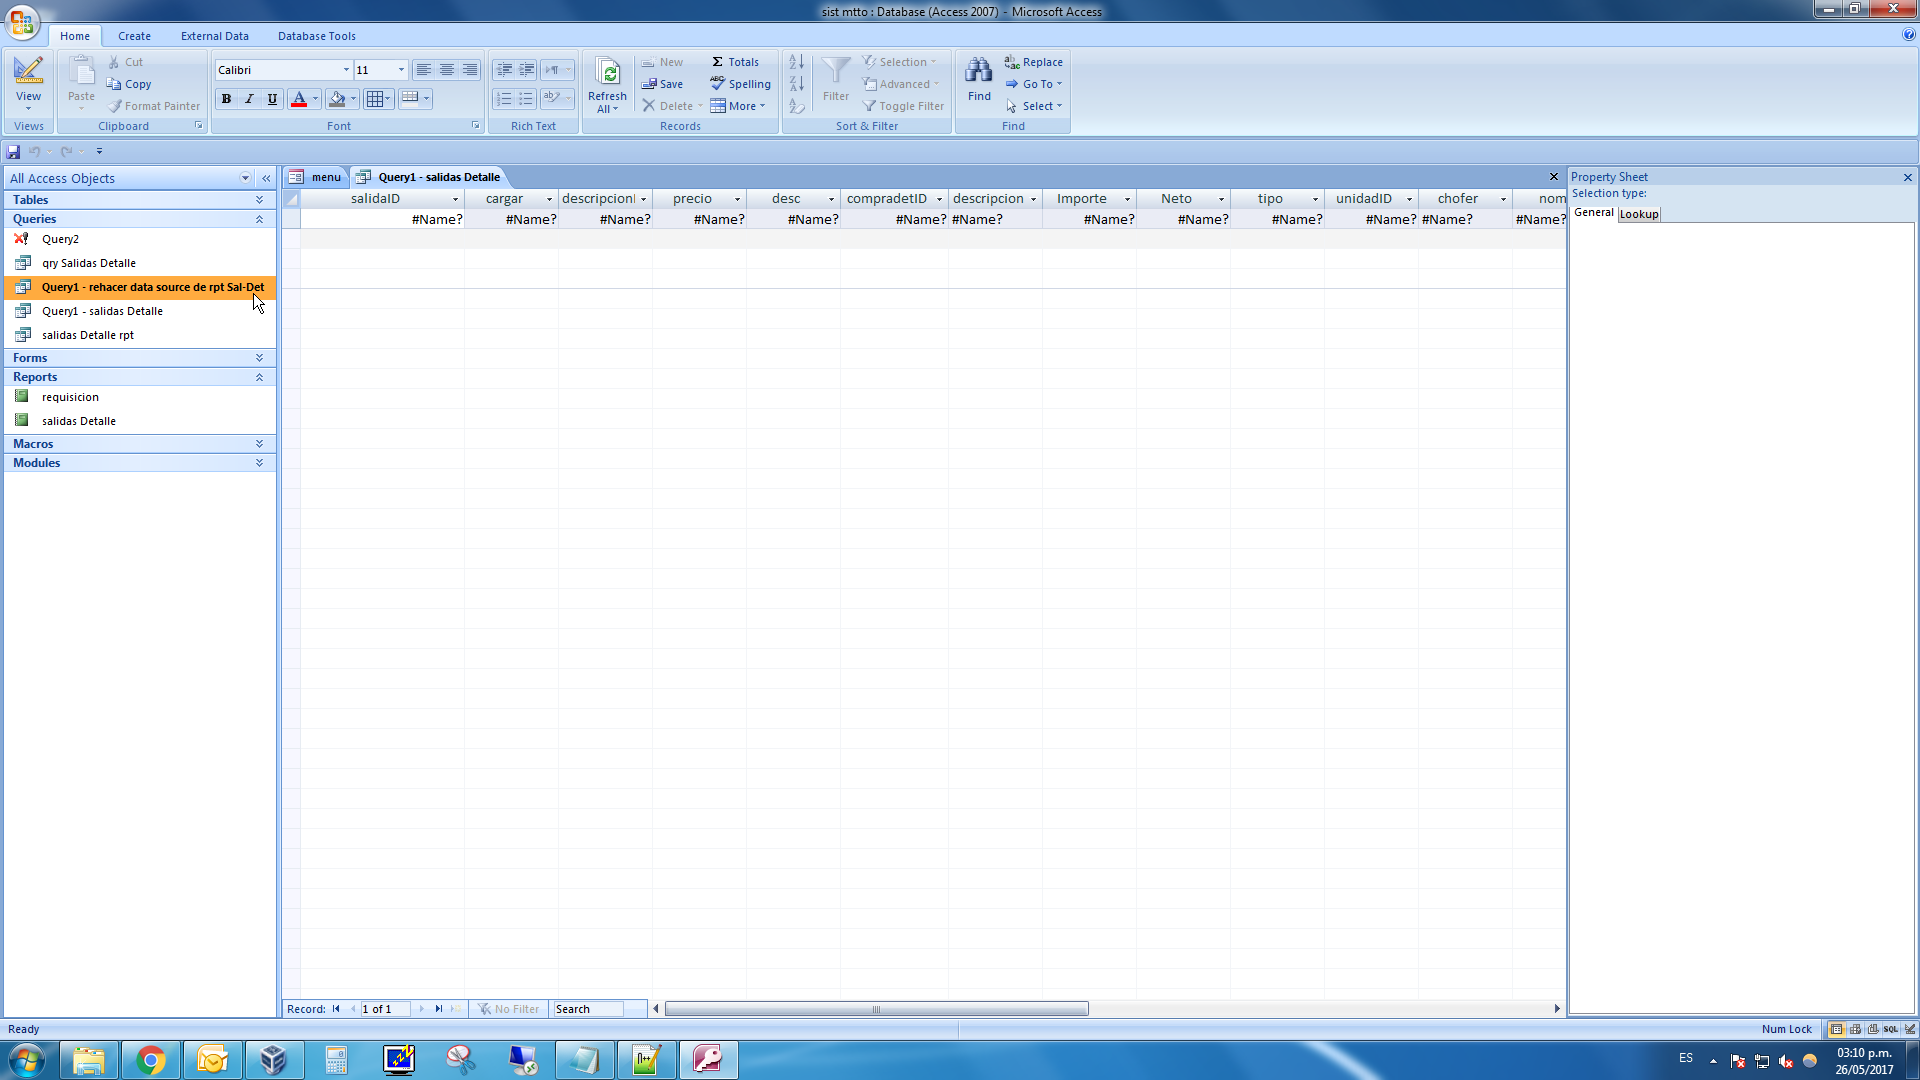 sist mtto : Database (Access 2007) - Microsoft Access
Home Create External Data Database Tools
View
Views
Paste
Cut
Copy
Format Painter
Clipboard
Calibri 11
B I U A
Font
Rich Text
Refresh All
New
Save
Delete
Totals
Spelling
More
Records
Filter
Selection
Advanced
Toggle Filter
Sort & Filter
Find
Replace
Go To
Select
Find
All Access Objects
Tables
Queries
Query2
qry Salidas Detalle
Query1 - rehacer data source de rpt Sal-Det
Query1 - salidas Detalle
salidas Detalle rpt
Forms
Reports
requisicion
salidas Detalle
Macros
Modules
menu Query1 - salidas Detalle
salidaID cargar descripcionI precio desc compradetID descripcion Importe Neto tipo unidadID chofer nom
#Name? #Name? #Name? #Name? #Name? #Name? #Name? #Name? #Name? #Name? #Name? #Name? #Name?
Record: 1 of 1 No Filter Search
Property Sheet
Selection type:
General Lookup
Ready
Num Lock
SQL
ES
03:10 p.m.
26/05/2017